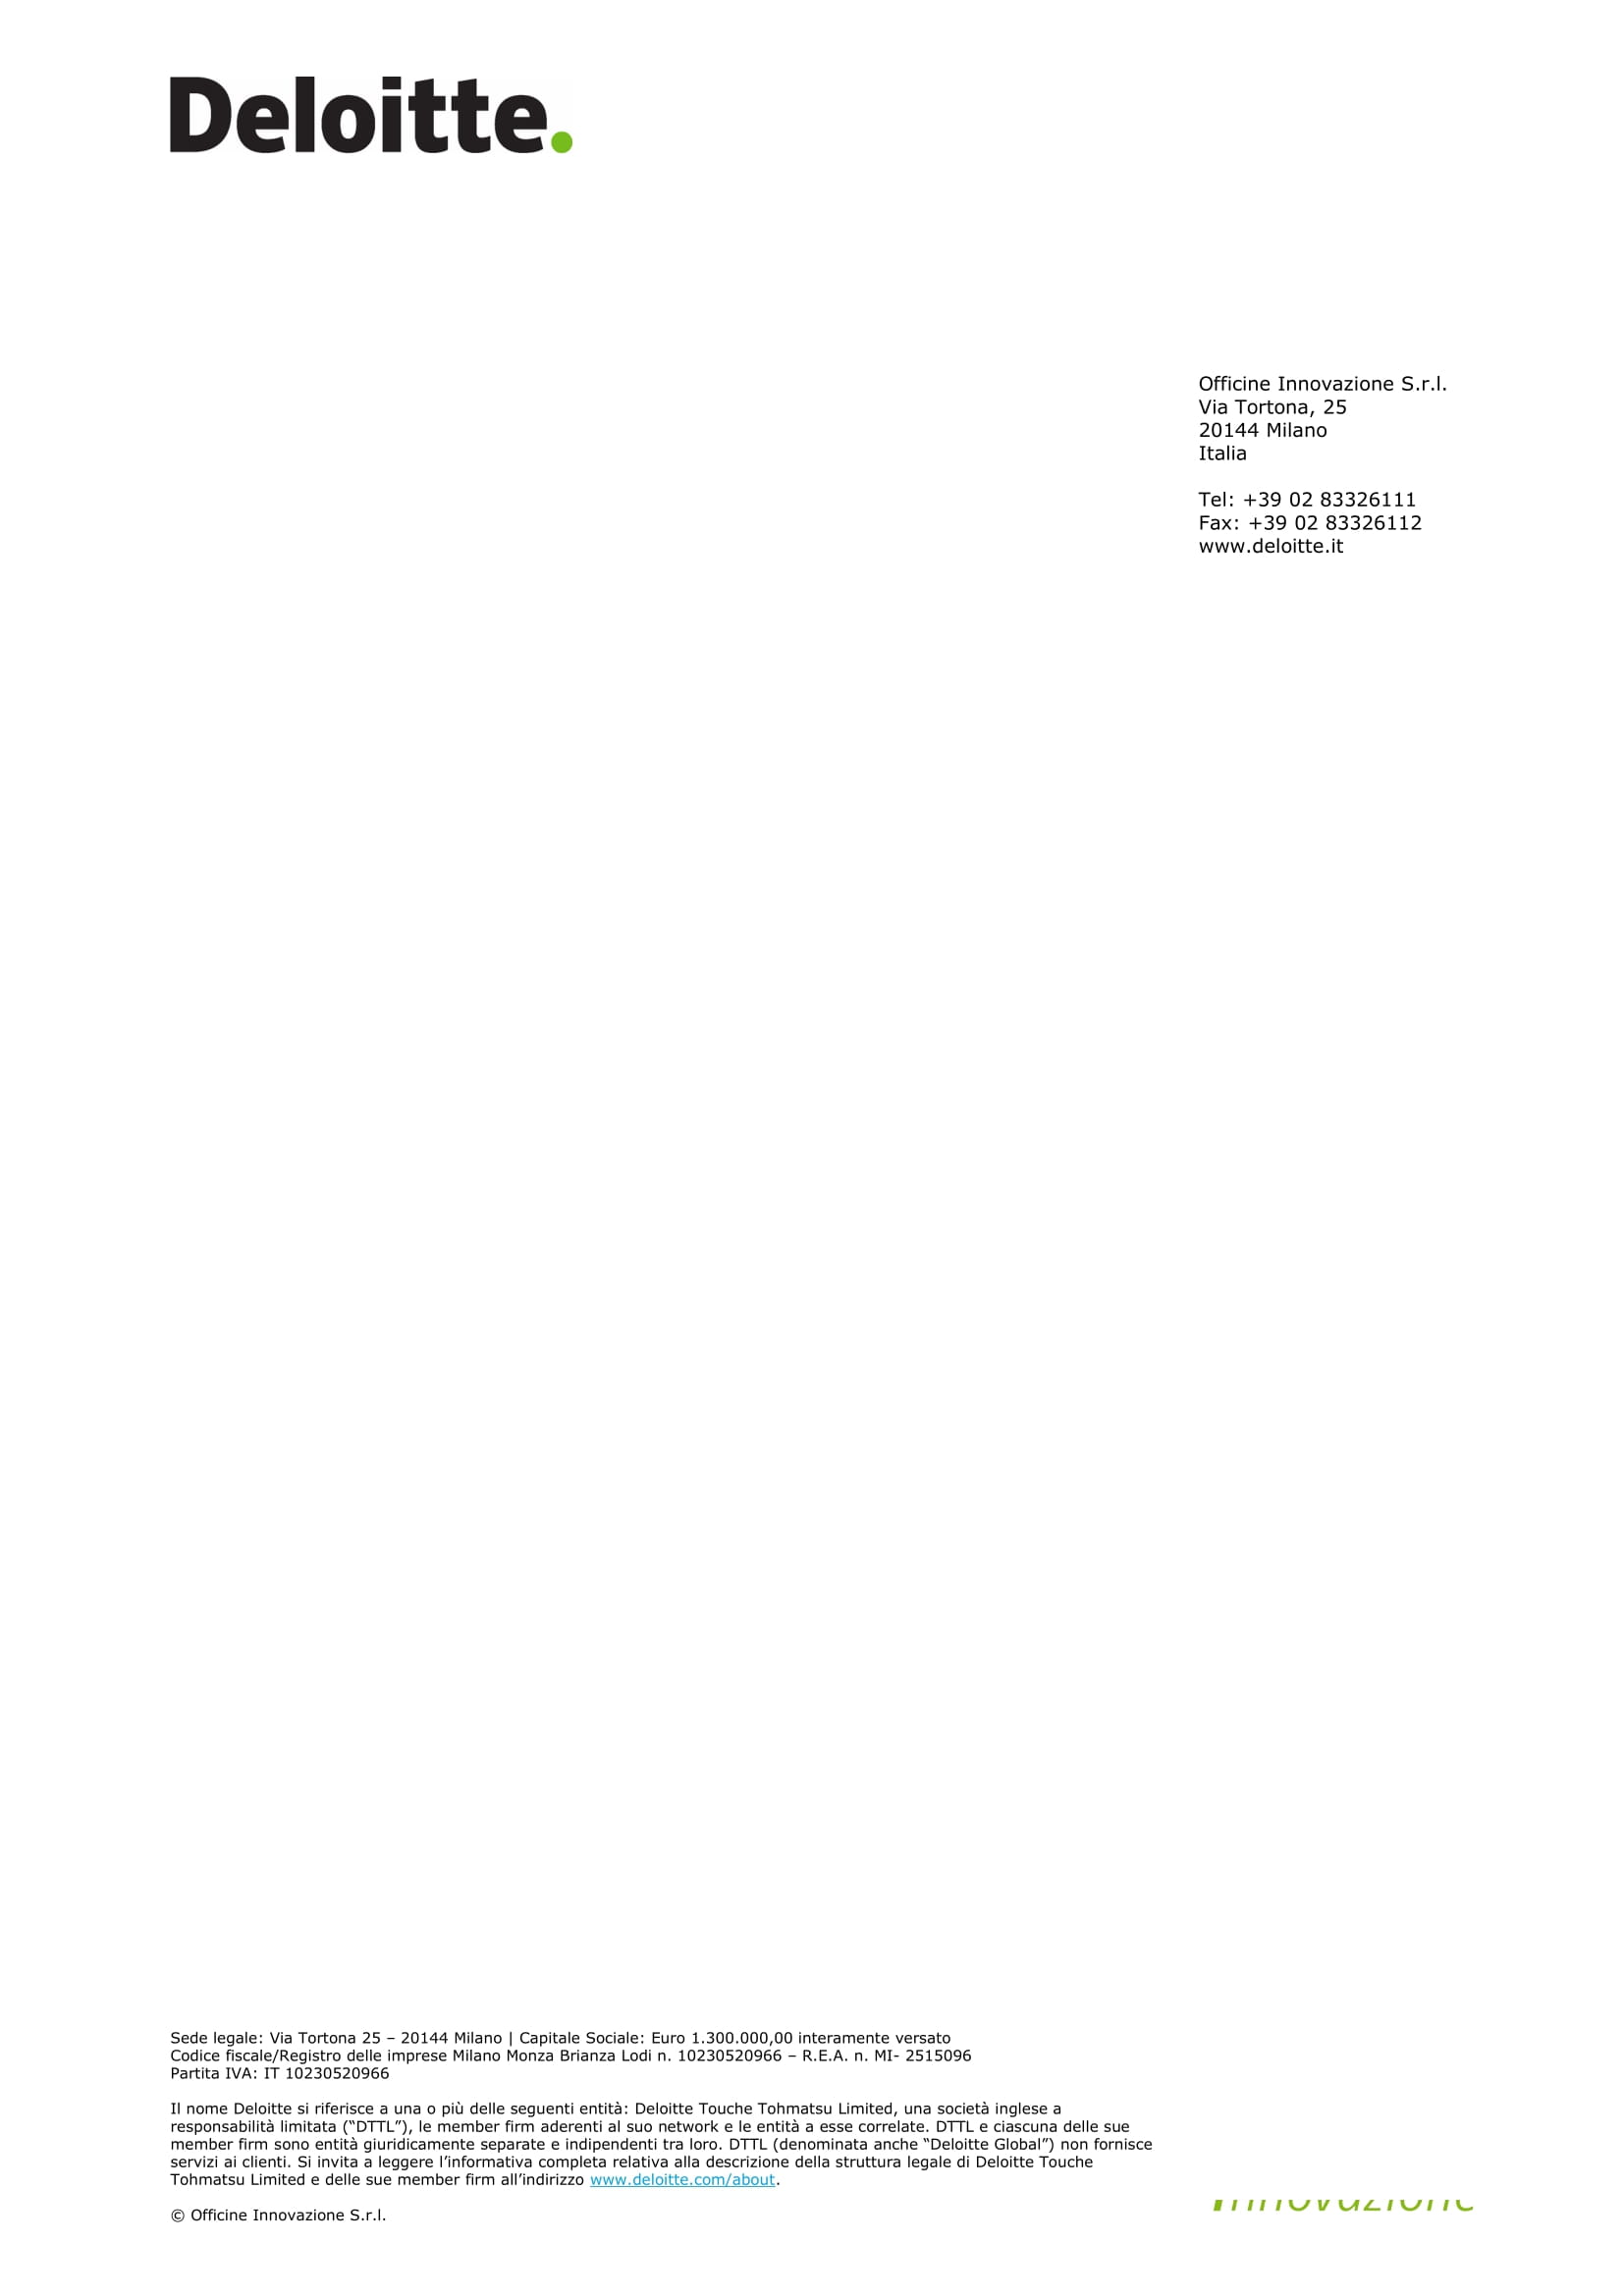 Deloitte.
Officine Innovazione S.r.l.
Via Tortona, 25
20144 Milano
Italia
Tel: +39 02 83326111
Fax: +39 02 83326112
www.deloitte.it
Sede legale: Via Tortona 25 – 20144 Milano | Capitale Sociale: Euro 1.300.000,00 interamente versato
Codice fiscale/Registro delle imprese Milano Monza Brianza Lodi n. 10230520966 – R.E.A. n. MI- 2515096
Partita IVA: IT 10230520966
Il nome Deloitte si riferisce a una o più delle seguenti entità: Deloitte Touche Tohmatsu Limited, una società inglese a
responsabilità limitata (“DTTL”), le member firm aderenti al suo network e le entità a esse correlate. DTTL e ciascuna delle sue
member firm sono entità giuridicamente separate e indipendenti tra loro. DTTL (denominata anche “Deloitte Global”) non fornisce
servizi ai clienti. Si invita a leggere l’informativa completa relativa alla descrizione della struttura legale di Deloitte Touche
Tohmatsu Limited e delle sue member firm all’indirizzo www.deloitte.com/about.
© Officine Innovazione S.r.l.
Innovazione